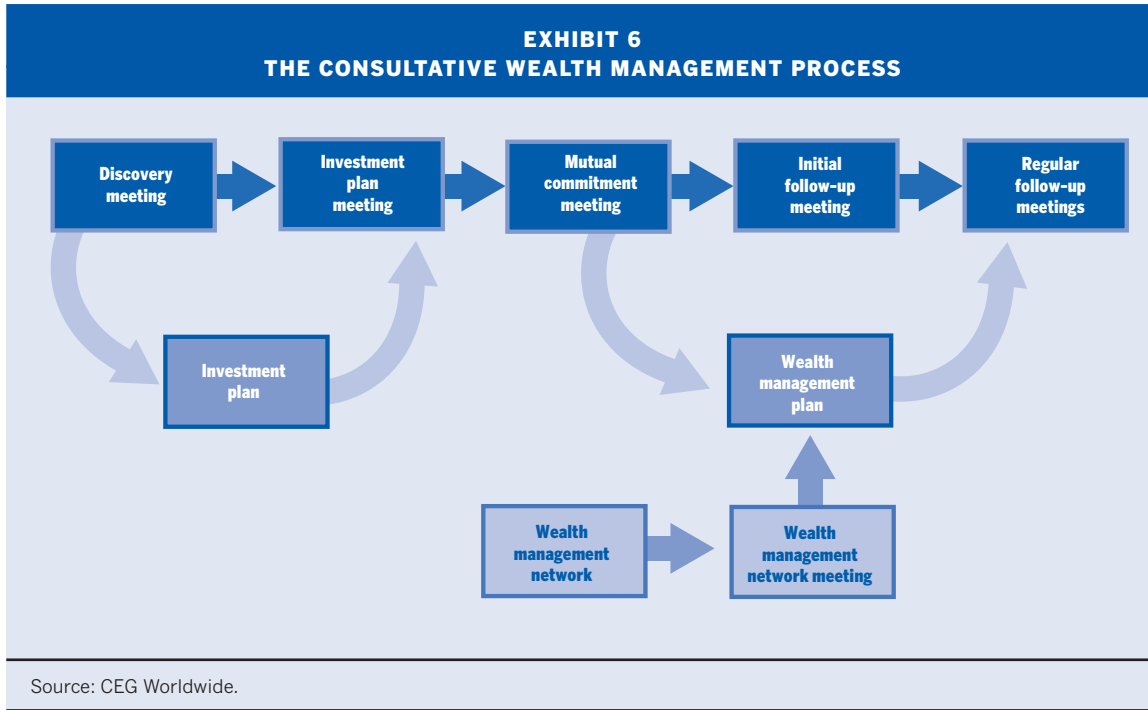 EXHIBIT 6
THE CONSULTATIVE WEALTH MANAGEMENT PROCESS
Discovery
meeting
Investment
plan
meeting
Mutual
commitment
meeting
Initial
follow-up
meeting
Regular
follow-up
meetings
Investment
plan
Wealth
management
plan
Wealth
management
network
Wealth
management
network meeting
Source: CEG Worldwide.